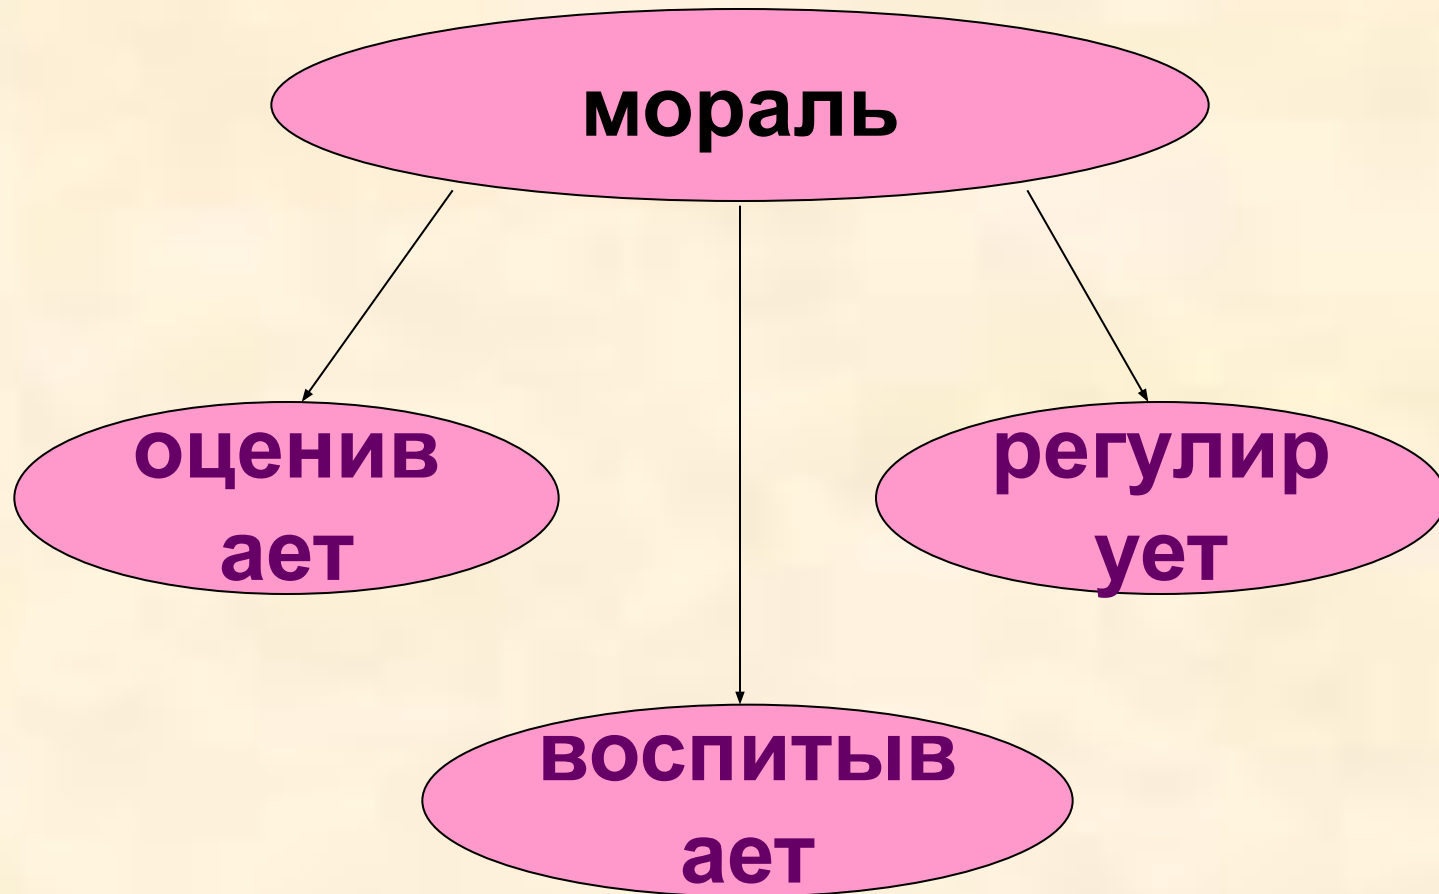 мораль
оценив
ает
регулир
ует
воспитыв
ает